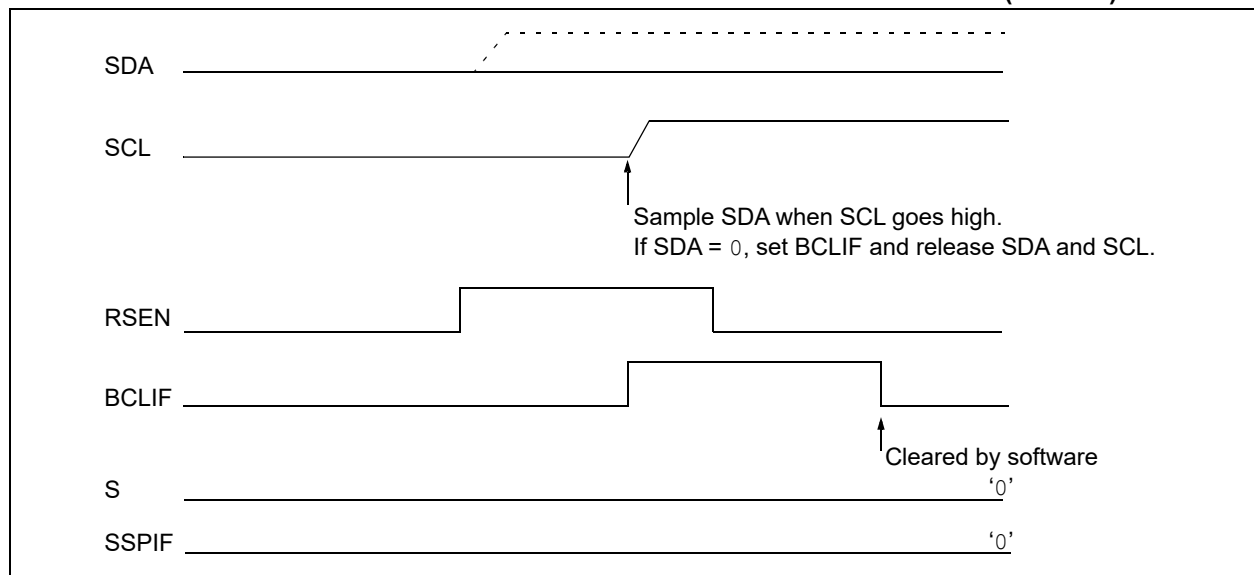 SDA
SCL
Sample SDA when SCL goes high.
If SDA = 0, set BCLIF and release SDA and SCL.
RSEN
BCLIF
Cleared by software
S
‘0’
SSPIF
‘0’